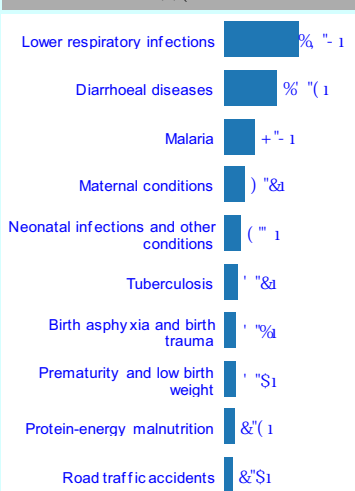 Lower respiratory infections %, "- ı
Diarrhoeal diseases %' "( ı
Malaria + "- ı
Maternal conditions ) "&ı
Neonatal infections and other
conditions ( "' ı
Tuberculosis ' "&ı
Birth asphyxia and birth
trauma ' "%ı
Prematurity and low birth
weight ' "$ı
Protein-energy malnutrition &"( ı
Road traffic accidents &"$ı